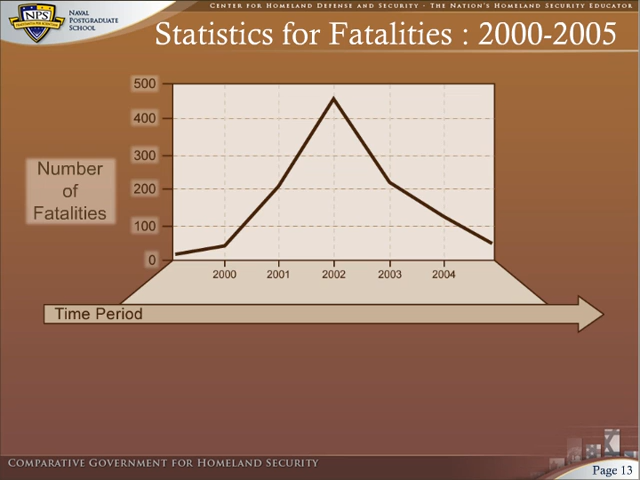 Center for Homeland Defense and Security · The Nation's Homeland Security Educator
NPS
Naval
Postgraduate
School
Statistics for Fatalities : 2000-2005
500
400
300
200
100
0
Number
of
Fatalities
2000 2001 2002 2003 2004
Time Period
Comparative Government for Homeland Security
Page 13